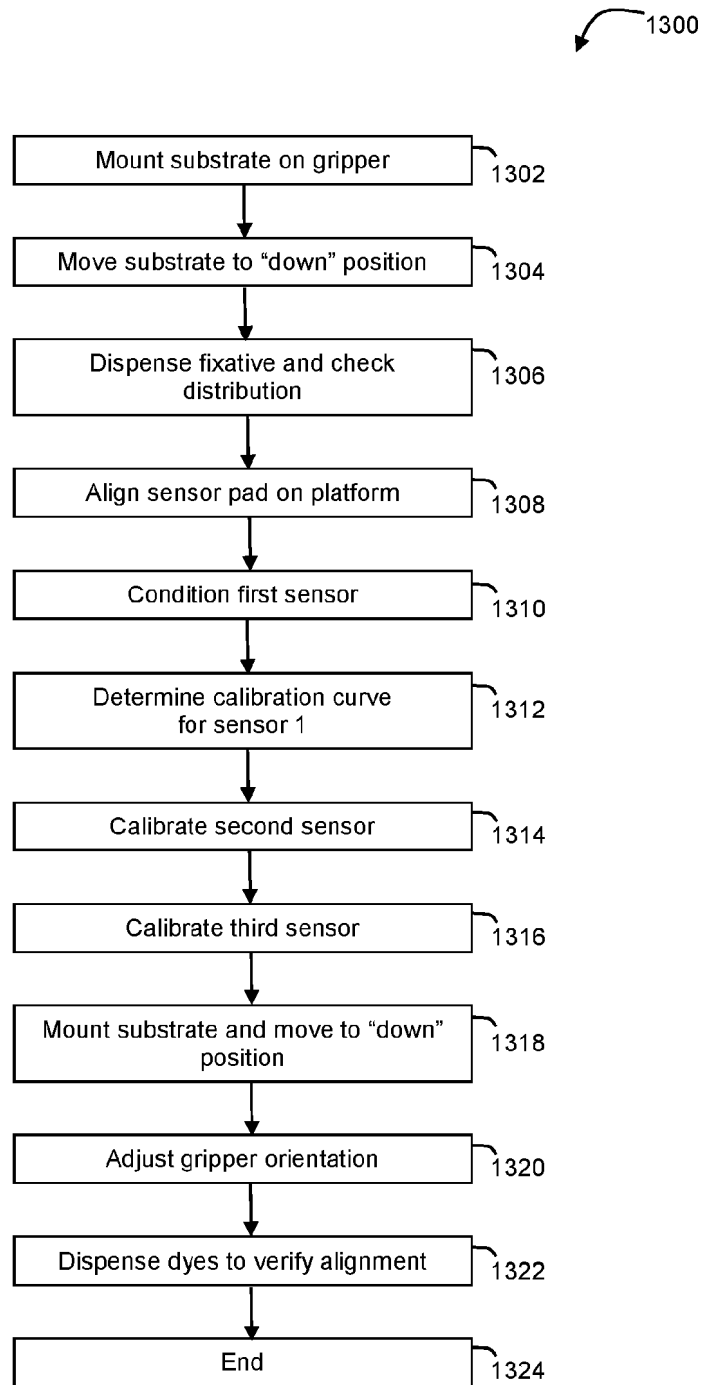 1300
Mount substrate on gripper
1302
Move substrate to “down” position
1304
Dispense fixative and check
distribution
1306
Align sensor pad on platform
1308
Condition first sensor
1310
Determine calibration curve
for sensor 1
1312
Calibrate second sensor
1314
Calibrate third sensor
1316
Mount substrate and move to “down”
position
1318
Adjust gripper orientation
1320
Dispense dyes to verify alignment
1322
End
1324